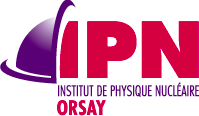 IPN
INSTITUT DE PHYSIQUE NUCLÉAIRE
ORSAY